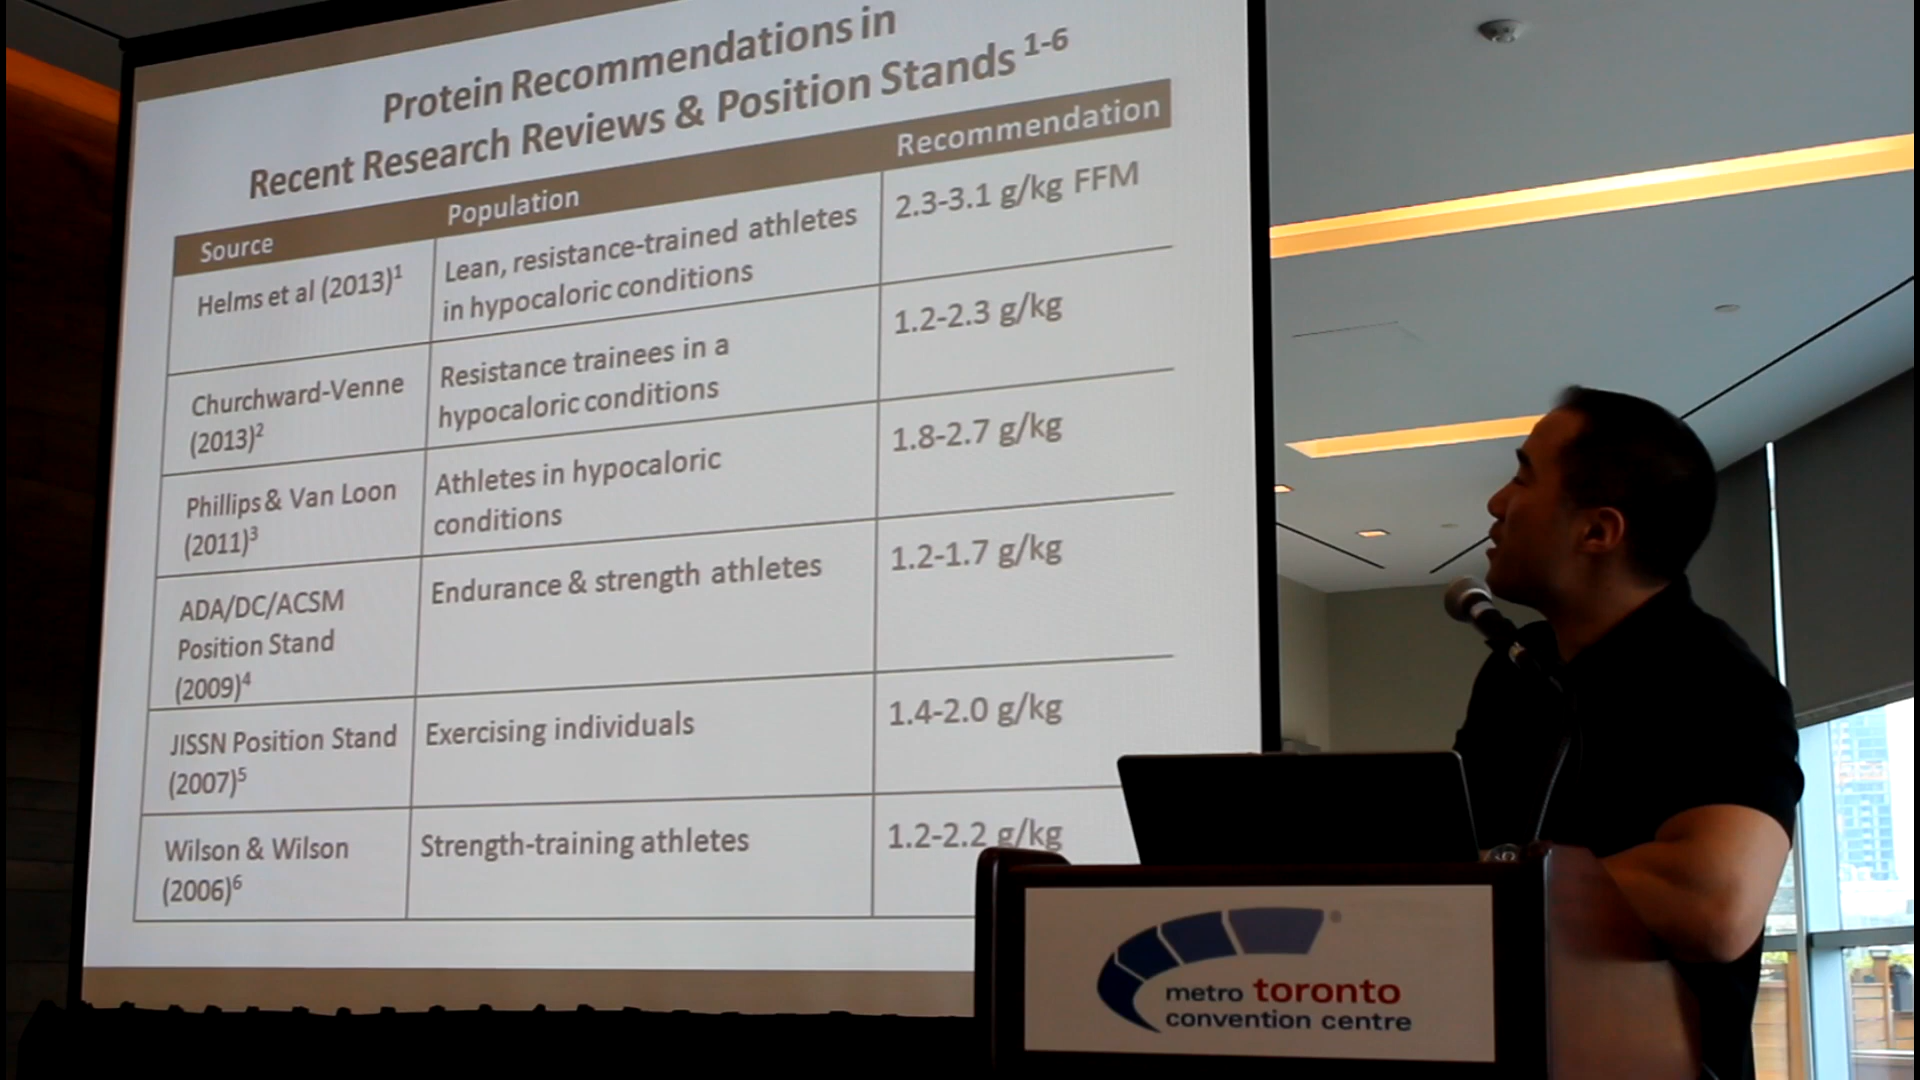 Protein Recommendations in
Recent Research Reviews & Position Stands 1-6
Source
Population
Recommendation
Helms et al (2013)1
Lean, resistance-trained athletes
in hypocaloric conditions
2.3-3.1 g/kg FFM
Churchward-Venne
(2013)2
Resistance trainees in a
hypocaloric conditions
1.2-2.3 g/kg
Phillips & Van Loon
(2011)3
Athletes in hypocaloric
conditions
1.8-2.7 g/kg
ADA/DC/ACSM
Position Stand
(2009)4
Endurance & strength athletes
1.2-1.7 g/kg
JISSN Position Stand
(2007)5
Exercising individuals
1.4-2.0 g/kg
Wilson & Wilson
(2006)6
Strength-training athletes
1.2-2.2 g/kg
metro toronto
convention centre